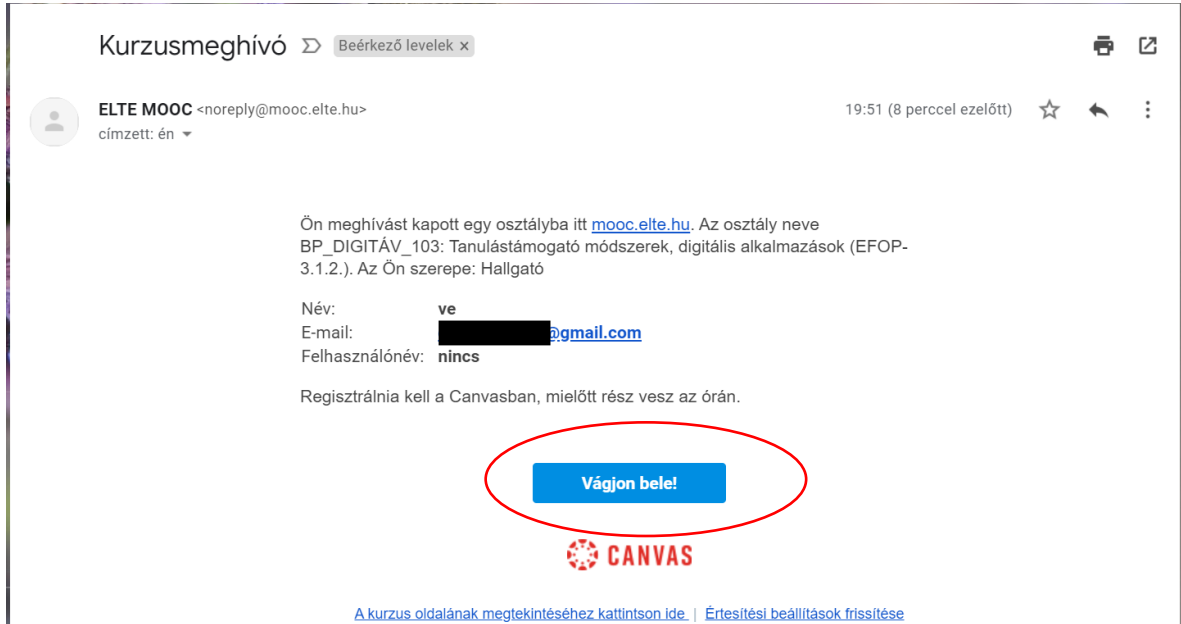 Kurzusmeghívó Beérkező levelek x
ELTE MOOC <noreply@mooc.elte.hu> 19:51 (8 perccel ezelőtt)
címzett: én
Ön meghívást kapott egy osztályba itt mooc.elte.hu. Az osztály neve
BP_DIGITÁV_103: Tanulástámogató módszerek, digitális alkalmazások (EFOP-
3.1.2.). Az Ön szerepe: Hallgató
Név: ve
E-mail: @gmail.com
Felhasználónév: nincs
Regisztrálnia kell a Canvasban, mielőtt rész vesz az órán.
Vágjon bele!
CANVAS
A kurzus oldalának megtekintéséhez kattintson ide | Értesítési beállítások frissítése